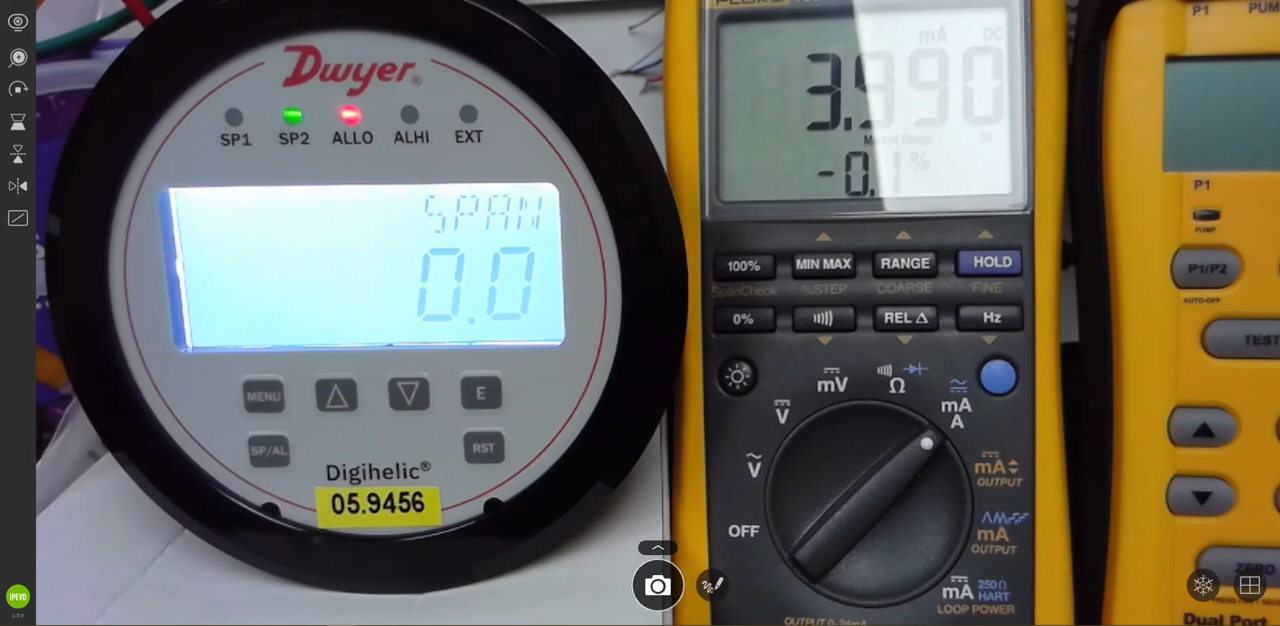 Dwyer®
SP1 SP2 ALLO ALHI EXT
SPAN
0.0
MENU E
SP/AL RST
Digihelic®
05.9456
mA DC
3.990
Manual Range
-0.1 %
100% MIN MAX RANGE HOLD
SpanCheck %STEP COARSE FINE
0% REL Δ Hz
mV Ω
mA
A
V
mA
OUTPUT
V
OFF
mA
OUTPUT
mA 250Ω
HART
LOOP POWER
P1 PUM
P1
PUMP
P1/P2
AUTO-OFF
TEST
ZERO
Dual Port
IPEVO